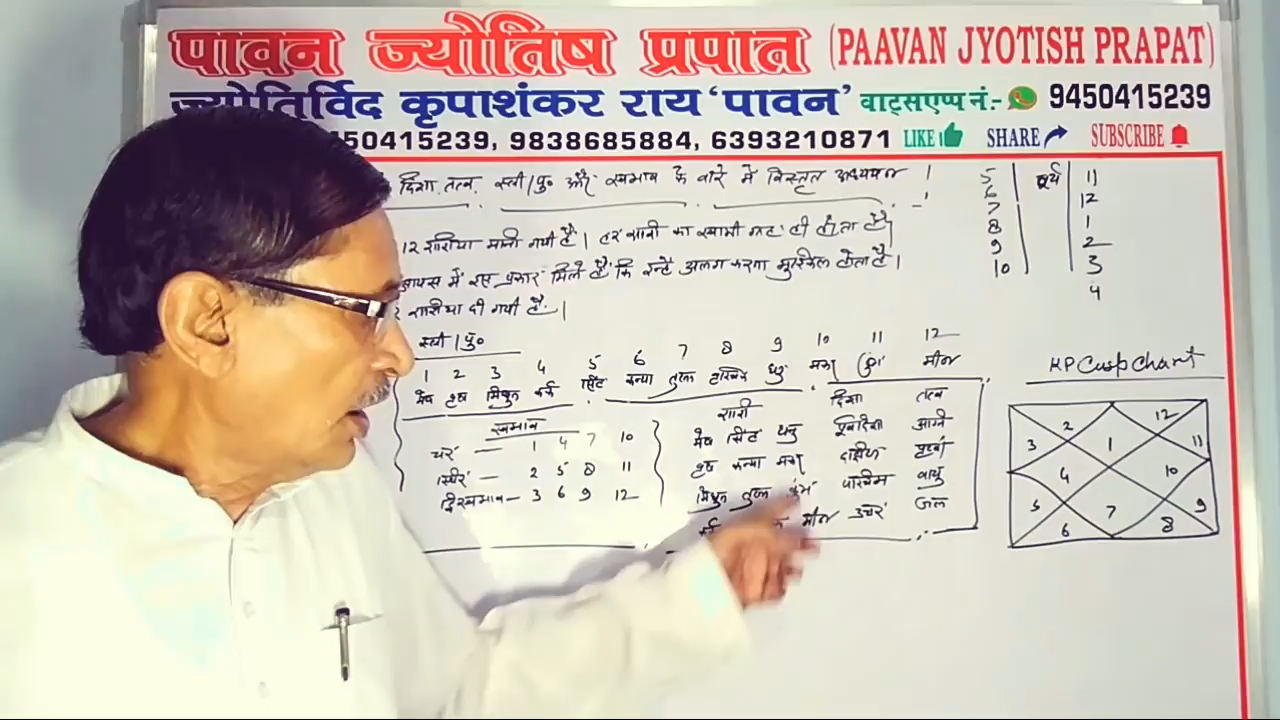 पावन ज्योतिष प्रपात (PAAVAN JYOTISH PRAPAT)
ज्योतिर्विद कृपाशंकर राय ‘पावन’ वाट्सएप्प नं:- 9450415239
50415239, 9838685884, 6393210871 LIKE SHARE SUBSCRIBE
दिशा, तत्व, स्त्री/पु० और स्वभाव के बारे में विस्तृत अध्ययन।
12 राशियां मानी गयी हैं। हर राशी का स्वामी ग्रह ही होता है।
आपस में इस प्रकार मिले हैं कि इन्हें अलग करना मुश्किल होता है।
राशियां दी गयी हैं।
5 11
6 12
7 1
8 2
9 3
10 4
स्त्री/पु०
1 2 3 4 5 6 7 8 9 10 11 12
मेष वृष मिथुन कर्क सिंह कन्या तुला वृश्चिक धनु मकर कुंभ मीन
स्वभाव
चर — 1 4 7 10
स्थिर — 2 5 8 11
द्विस्वभाव — 3 6 9 12
राशी दिशा तत्व
मेष सिंह धनु पूर्वदिशा अग्नि
वृष कन्या मकर दक्षिण पृथ्वी
मिथुन तुला कुंभ पश्चिम वायु
कर्क मीन उत्तर जल
KP Cusp Chart
2 12
3 1 11
4 10
5 7 9
6 8